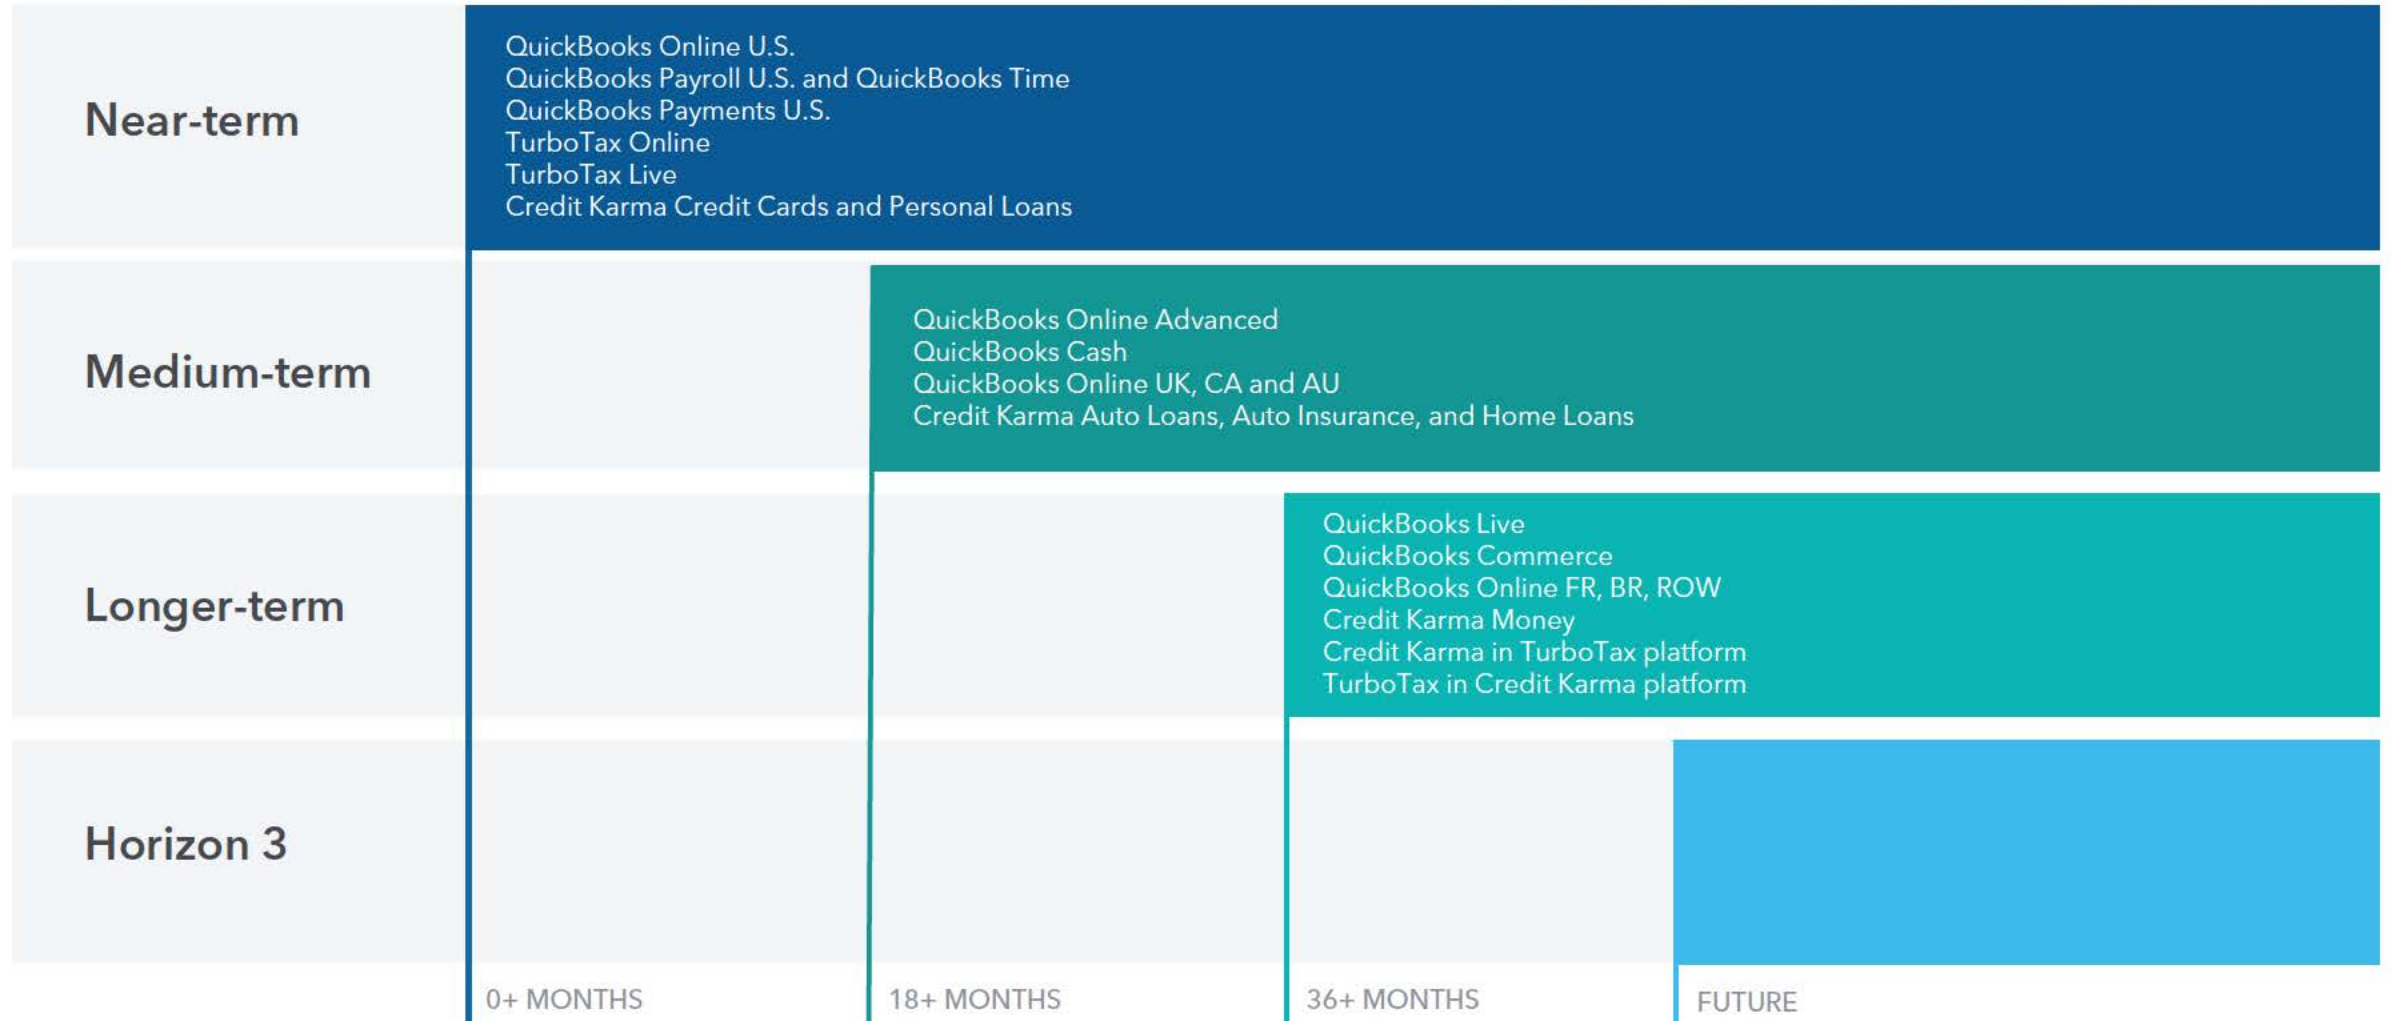 Near-term
QuickBooks Online U.S.
QuickBooks Payroll U.S. and QuickBooks Time
QuickBooks Payments U.S.
TurboTax Online
TurboTax Live
Credit Karma Credit Cards and Personal Loans
Medium-term
QuickBooks Online Advanced
QuickBooks Cash
QuickBooks Online UK, CA and AU
Credit Karma Auto Loans, Auto Insurance, and Home Loans
Longer-term
QuickBooks Live
QuickBooks Commerce
QuickBooks Online FR, BR, ROW
Credit Karma Money
Credit Karma in TurboTax platform
TurboTax in Credit Karma platform
Horizon 3
0+ MONTHS
18+ MONTHS
36+ MONTHS
FUTURE